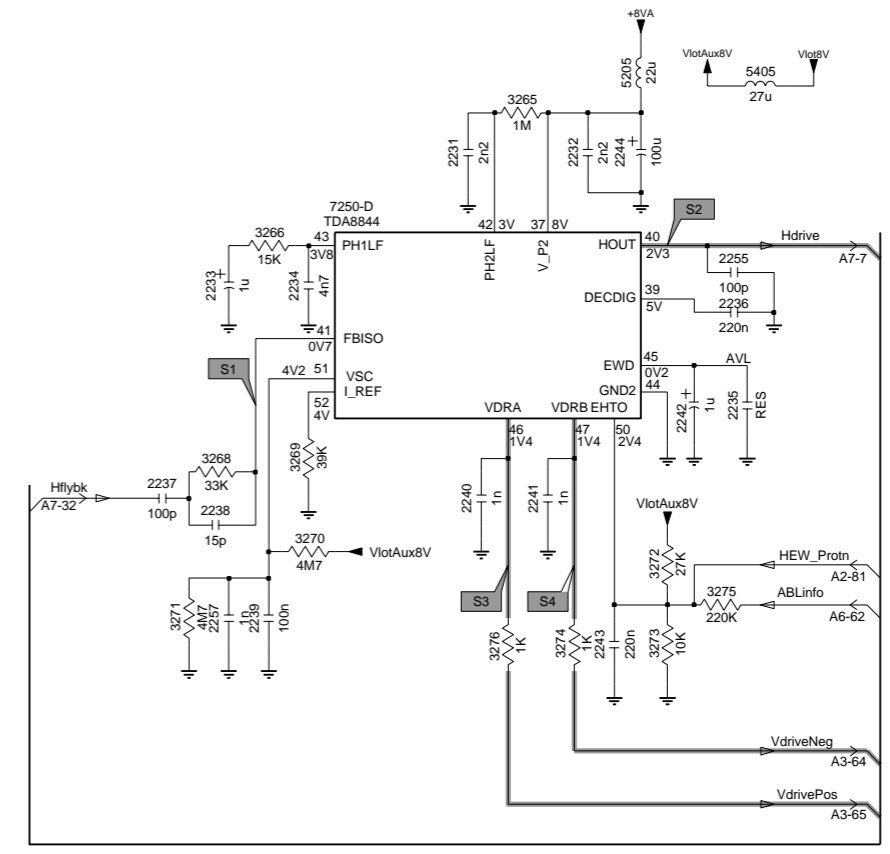 +8VA
5205
22u
VlotAux8V
Vlot8V
5405
27u
3265
1M
2231
2n2
2232
2n2
2244
+
100u
7250-D
TDA8844
42
3V
37
8V
S2
3266
15K
43
3V8
PH1LF
PH2LF
V_P2
HOUT
40
2V3
Hdrive
A7-7
2233
+
1u
2234
4n7
2255
100p
DECDIG
39
5V
2236
220n
41
0V7
FBISO
S1
4V2
51
VSC
I_REF
52
4V
EWD
45
0V2
AVL
GND2
44
2242
+
1u
2235
RES
VDRA
VDRB
EHTO
46
1V4
47
1V4
50
2V4
3269
39K
3268
33K
Hflybk
A7-32
2237
100p
2238
15p
2240
1n
2241
1n
VlotAux8V
3270
4M7
VlotAux8V
3272
27K
HEW_Protn
A2-81
3275
220K
ABLinfo
A6-62
S3
S4
3271
4M7
2257
1n
2239
100n
3276
1K
3274
1K
2243
220n
3273
10K
VdriveNeg
A3-64
VdrivePos
A3-65